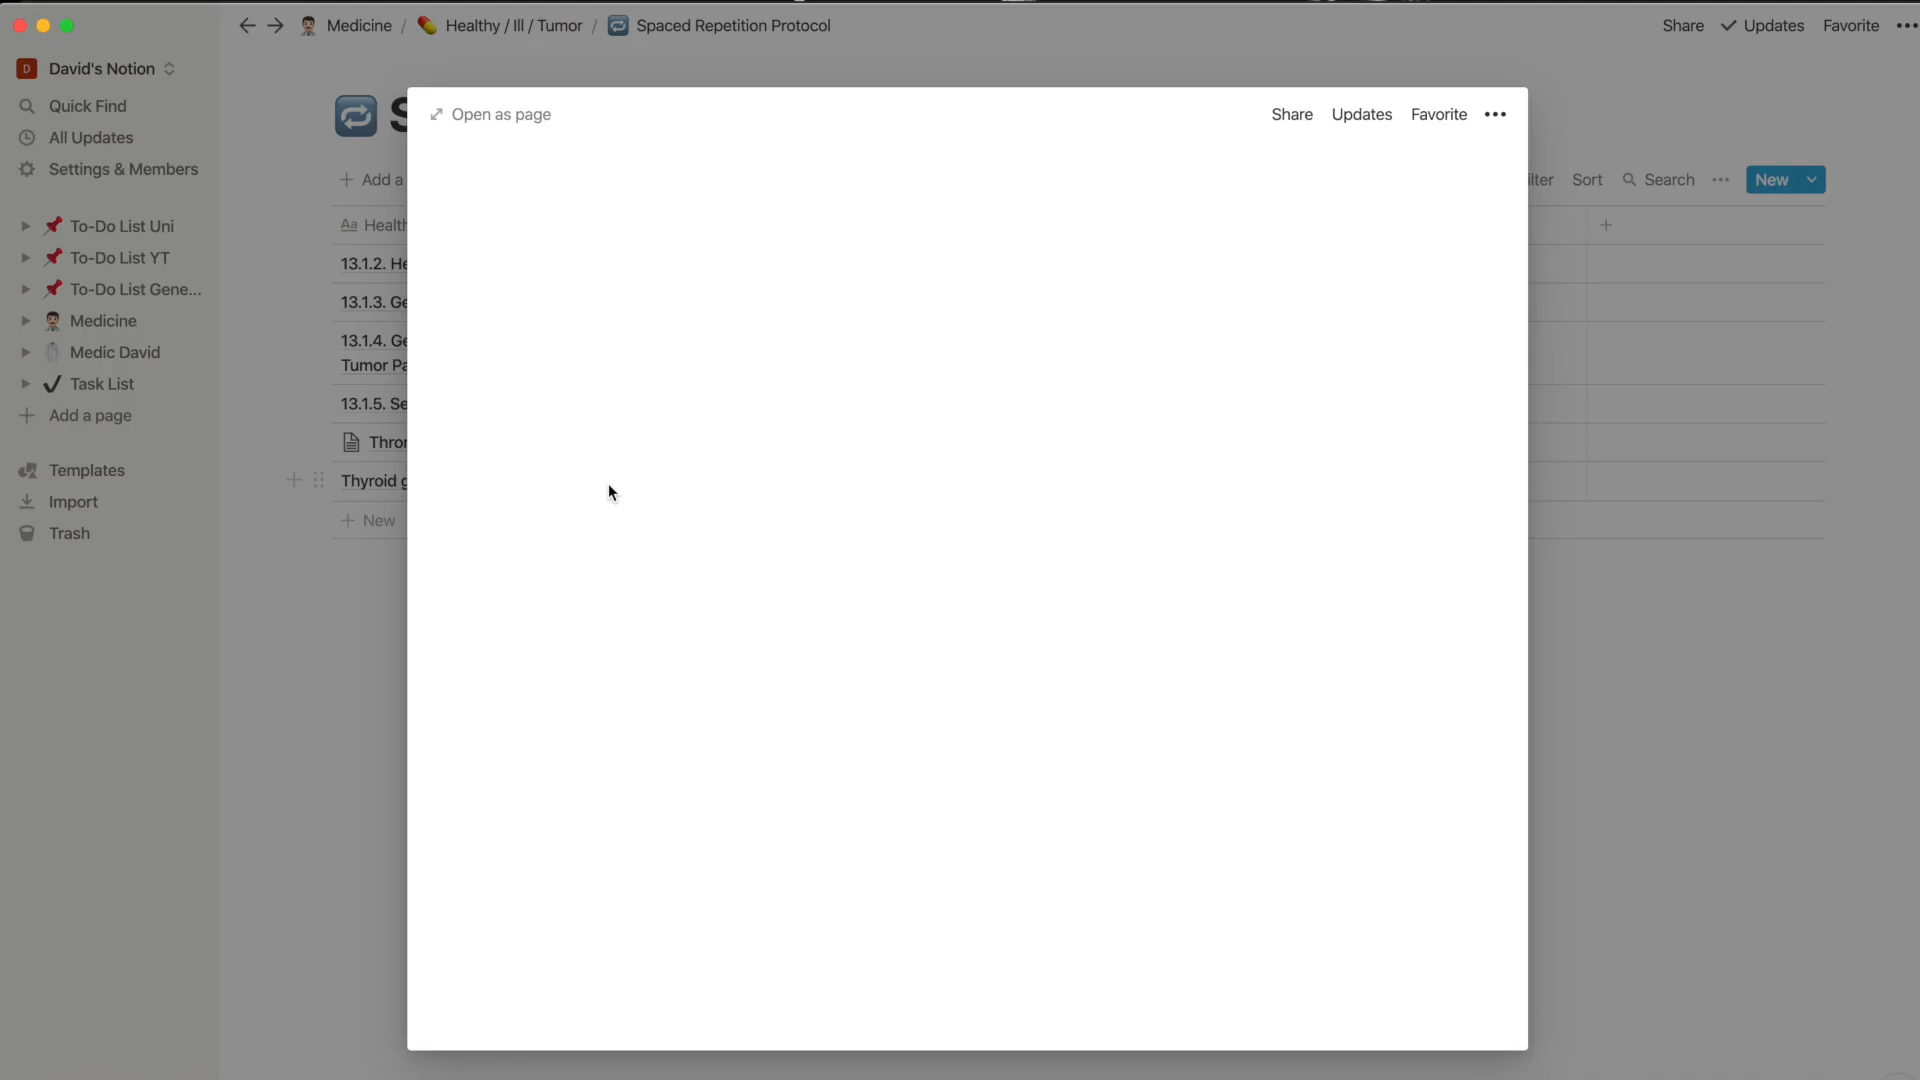 Medicine / Healthy / Ill / Tumor / Spaced Repetition Protocol
Share Updates Favorite
D David's Notion
Quick Find
All Updates
Settings & Members
To-Do List Uni
To-Do List YT
To-Do List Gene...
Medicine
Medic David
Task List
Add a page
Templates
Import
Trash
S
Open as page
Share Updates Favorite
+ Add a
ilter Sort Search New
Aa Health
13.1.2. He
13.1.3. Ge
13.1.4. Ge
Tumor Pa
13.1.5. Se
Thror
Thyroid g
+ New